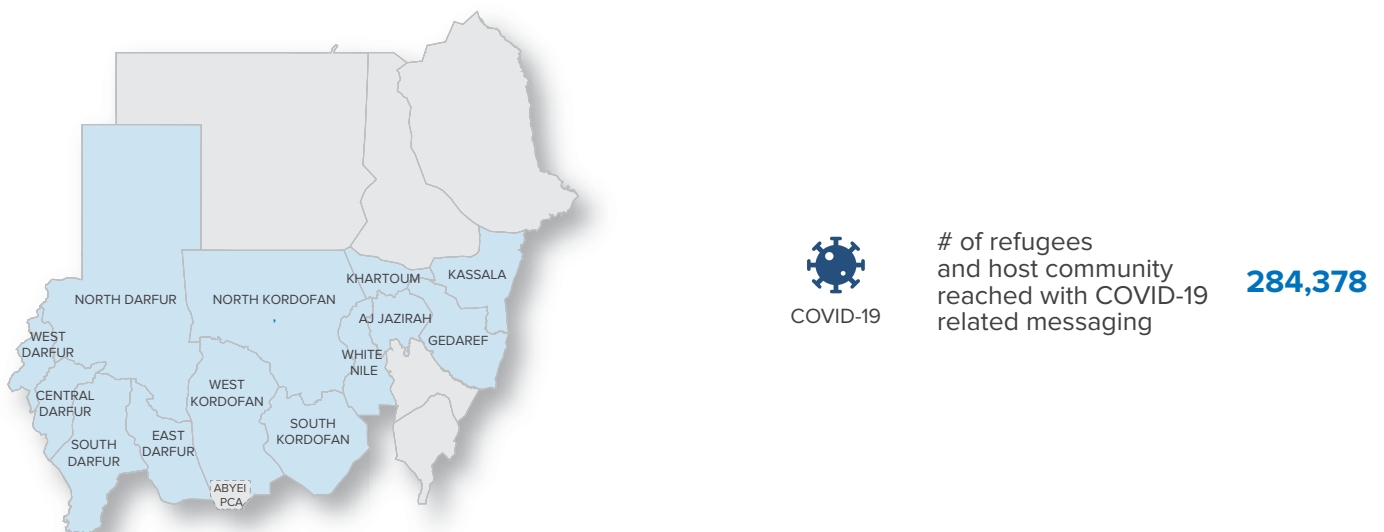 KHARTOUM
KASSALA
NORTH DARFUR
NORTH KORDOFAN
AJ JAZIRAH
GEDAREF
WEST
DARFUR
WHITE
NILE
WEST
KORDOFAN
CENTRAL
DARFUR
SOUTH
KORDOFAN
EAST
DARFUR
SOUTH
DARFUR
ABYEI
PCA
COVID-19
# of refugees
and host community
reached with COVID-19
related messaging
284,378